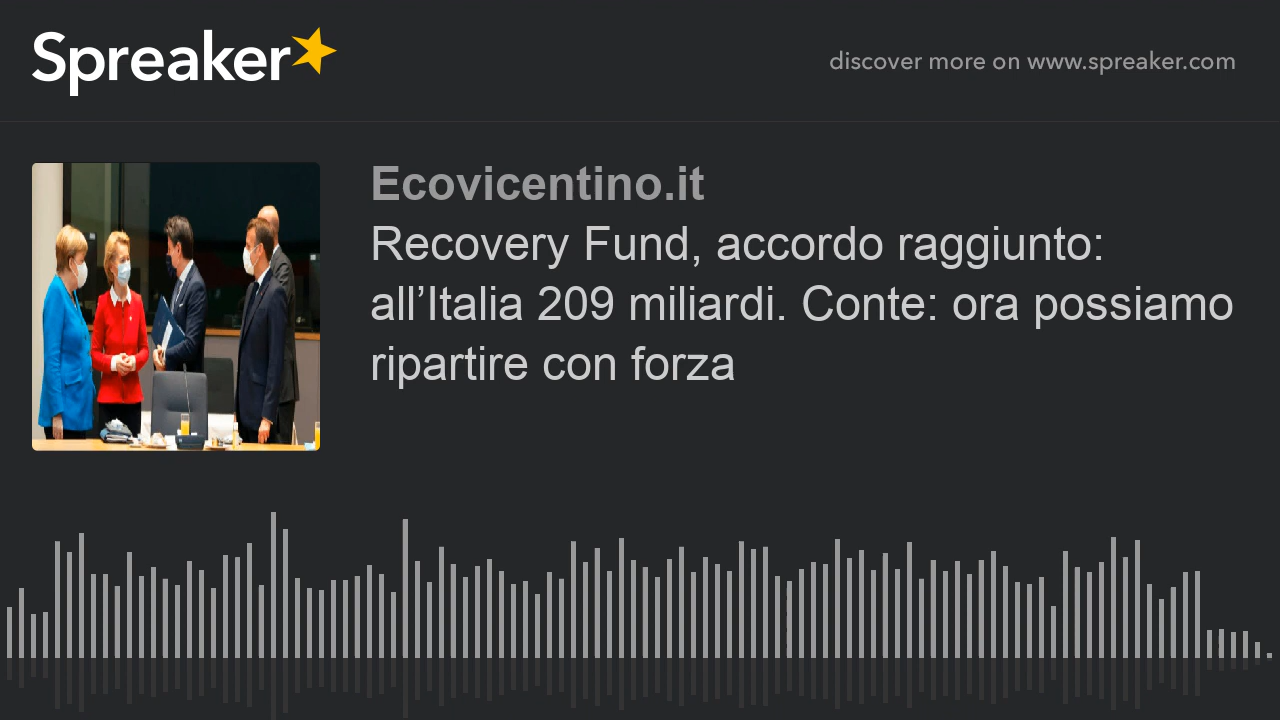 Spreaker
discover more on www.spreaker.com
Ecovicentino.it
Recovery Fund, accordo raggiunto:
all’Italia 209 miliardi. Conte: ora possiamo
ripartire con forza